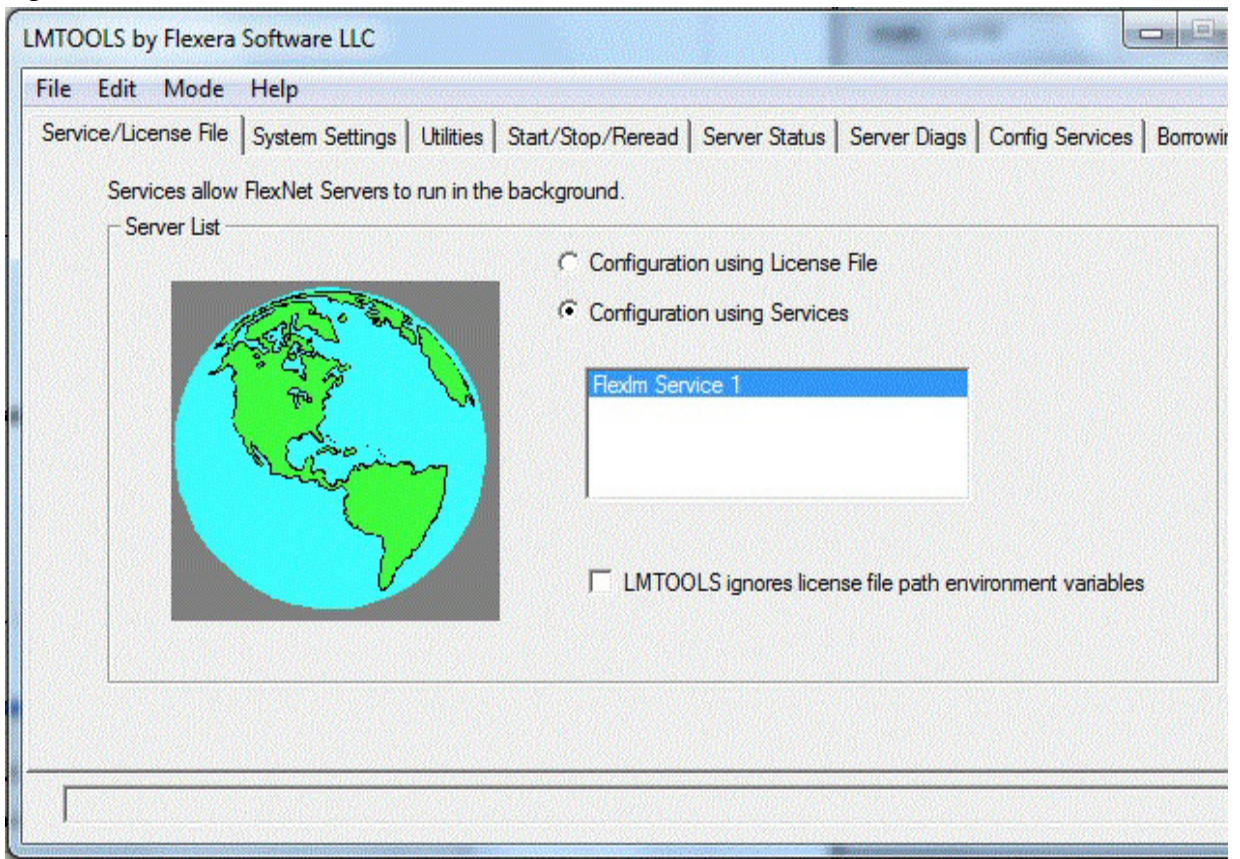 LMTOOLS by Flexera Software LLC
File Edit Mode Help
Service/License File System Settings Utilities Start/Stop/Reread Server Status Server Diags Config Services Borrowin
Services allow FlexNet Servers to run in the background.
Server List
Configuration using License File
Configuration using Services
Flexlm Service 1
LMTOOLS ignores license file path environment variables